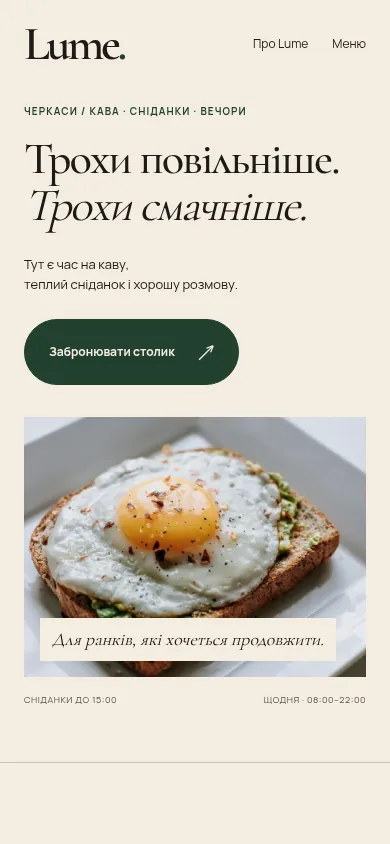 Lume.
Про Lume
Меню
ЧЕРКАСИ / КАВА · СНІДАНКИ · ВЕЧОРИ
Трохи повільніше.
Трохи смачніше.
Тут є час на каву,
теплий сніданок і хорошу розмову.
Забронювати столик
Для ранків, які хочеться продовжити.
СНІДАНКИ ДО 15:00
ЩОДНЯ · 08:00–22:00